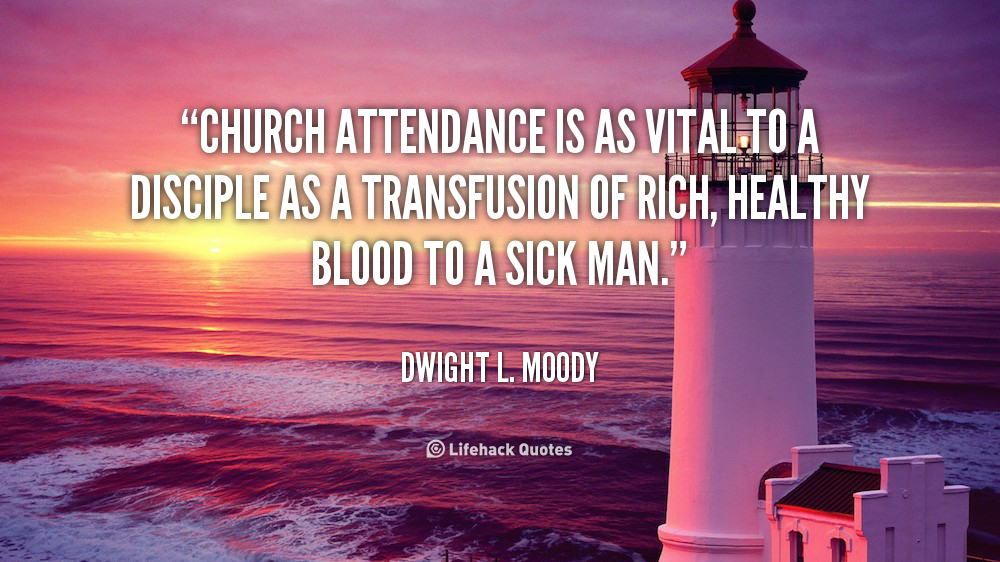 “CHURCH ATTENDANCE IS AS VITAL TO A
DISCIPLE AS A TRANSFUSION OF RICH, HEALTHY
BLOOD TO A SICK MAN.”
DWIGHT L. MOODY
Lifehack Quotes